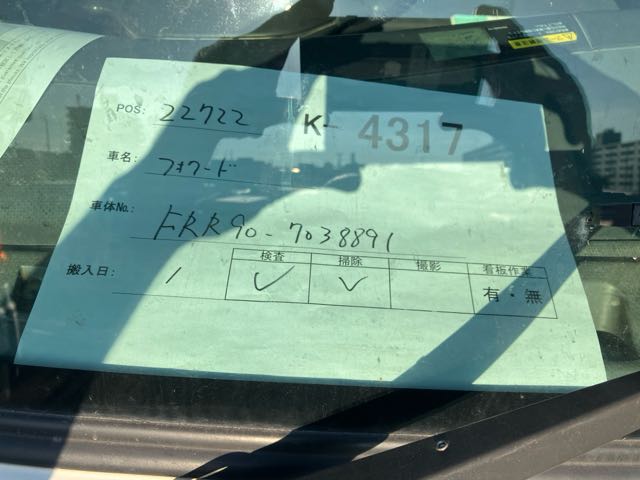 POS: 22722 K-4317
車名: フォワード
車体No. FRR90-7038891
搬入日: /
検査 掃除 撮影 看板作業
✓ ✓ 有・無